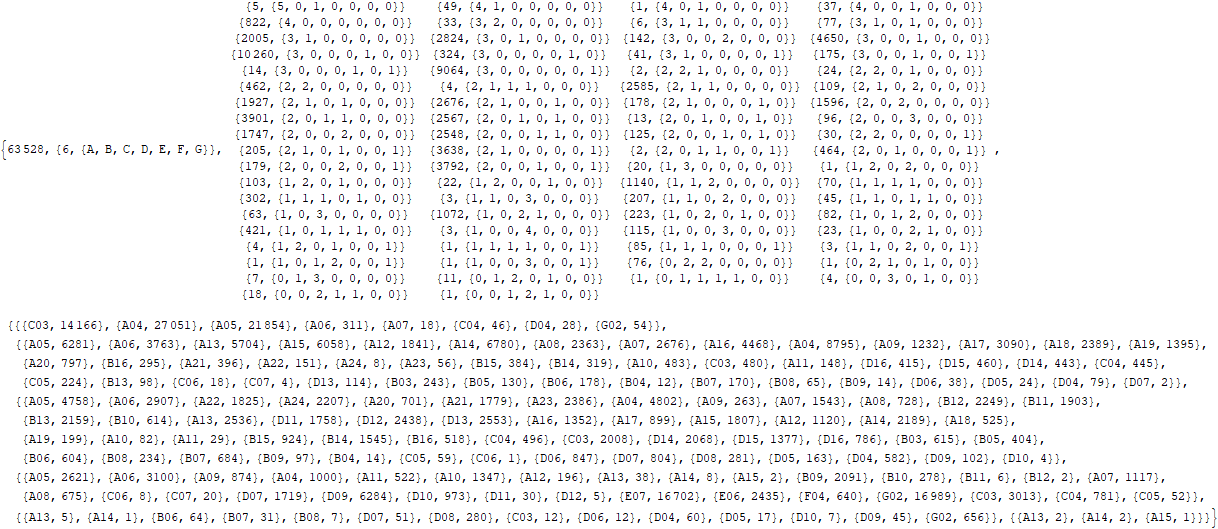 {5, {5, 0, 1, 0, 0, 0, 0}} {49, {4, 1, 0, 0, 0, 0, 0}} {1, {4, 0, 1, 0, 0, 0, 0}} {37, {4, 0, 0, 1, 0, 0, 0}}
{822, {4, 0, 0, 0, 0, 0, 0}} {33, {3, 2, 0, 0, 0, 0, 0}} {6, {3, 1, 1, 0, 0, 0, 0}} {77, {3, 1, 0, 1, 0, 0, 0}}
{2005, {3, 1, 0, 0, 0, 0, 0}} {2824, {3, 0, 1, 0, 0, 0, 0}} {142, {3, 0, 0, 2, 0, 0, 0}} {4650, {3, 0, 0, 1, 0, 0, 0}}
{10260, {3, 0, 0, 0, 1, 0, 0}} {324, {3, 0, 0, 0, 0, 1, 0}} {41, {3, 1, 0, 0, 0, 0, 1}} {175, {3, 0, 0, 1, 0, 0, 1}}
{14, {3, 0, 0, 0, 1, 0, 1}} {9064, {3, 0, 0, 0, 0, 0, 1}} {2, {2, 2, 1, 0, 0, 0, 0}} {24, {2, 2, 0, 1, 0, 0, 0}}
{462, {2, 2, 0, 0, 0, 0, 0}} {4, {2, 1, 1, 1, 0, 0, 0}} {2585, {2, 1, 1, 0, 0, 0, 0}} {109, {2, 1, 0, 2, 0, 0, 0}}
{1927, {2, 1, 0, 1, 0, 0, 0}} {2676, {2, 1, 0, 0, 1, 0, 0}} {178, {2, 1, 0, 0, 0, 1, 0}} {1596, {2, 0, 2, 0, 0, 0, 0}}
{3901, {2, 0, 1, 1, 0, 0, 0}} {2567, {2, 0, 1, 0, 1, 0, 0}} {13, {2, 0, 1, 0, 0, 1, 0}} {96, {2, 0, 0, 3, 0, 0, 0}}
{1747, {2, 0, 0, 2, 0, 0, 0}} {2548, {2, 0, 0, 1, 1, 0, 0}} {125, {2, 0, 0, 1, 0, 1, 0}} {30, {2, 2, 0, 0, 0, 0, 1}}
{63528, {6, {A, B, C, D, E, F, G}}, {205, {2, 1, 0, 1, 0, 0, 1}} {3638, {2, 1, 0, 0, 0, 0, 1}} {2, {2, 0, 1, 1, 0, 0, 1}} {464, {2, 0, 1, 0, 0, 0, 1}} ,
{179, {2, 0, 0, 2, 0, 0, 1}} {3792, {2, 0, 0, 1, 0, 0, 1}} {20, {1, 3, 0, 0, 0, 0, 0}} {1, {1, 2, 0, 2, 0, 0, 0}}
{103, {1, 2, 0, 1, 0, 0, 0}} {22, {1, 2, 0, 0, 1, 0, 0}} {1140, {1, 1, 2, 0, 0, 0, 0}} {70, {1, 1, 1, 1, 0, 0, 0}}
{302, {1, 1, 1, 0, 1, 0, 0}} {3, {1, 1, 0, 3, 0, 0, 0}} {207, {1, 1, 0, 2, 0, 0, 0}} {45, {1, 1, 0, 1, 1, 0, 0}}
{63, {1, 0, 3, 0, 0, 0, 0}} {1072, {1, 0, 2, 1, 0, 0, 0}} {223, {1, 0, 2, 0, 1, 0, 0}} {82, {1, 0, 1, 2, 0, 0, 0}}
{421, {1, 0, 1, 1, 1, 0, 0}} {3, {1, 0, 0, 4, 0, 0, 0}} {115, {1, 0, 0, 3, 0, 0, 0}} {23, {1, 0, 0, 2, 1, 0, 0}}
{4, {1, 2, 0, 1, 0, 0, 1}} {1, {1, 1, 1, 1, 0, 0, 1}} {85, {1, 1, 1, 0, 0, 0, 1}} {3, {1, 1, 0, 2, 0, 0, 1}}
{1, {1, 0, 1, 2, 0, 0, 1}} {1, {1, 0, 0, 3, 0, 0, 1}} {76, {0, 2, 2, 0, 0, 0, 0}} {1, {0, 2, 1, 0, 1, 0, 0}}
{7, {0, 1, 3, 0, 0, 0, 0}} {11, {0, 1, 2, 0, 1, 0, 0}} {1, {0, 1, 1, 1, 1, 0, 0}} {4, {0, 0, 3, 0, 1, 0, 0}}
{18, {0, 0, 2, 1, 1, 0, 0}} {1, {0, 0, 1, 2, 1, 0, 0}}
{{{C03, 14166}, {A04, 27051}, {A05, 21854}, {A06, 311}, {A07, 18}, {C04, 46}, {D04, 28}, {G02, 54}},
{{A05, 6281}, {A06, 3763}, {A13, 5704}, {A15, 6058}, {A12, 1841}, {A14, 6780}, {A08, 2363}, {A07, 2676}, {A16, 4468}, {A04, 8795}, {A09, 1232}, {A17, 3090}, {A18, 2389}, {A19, 1395},
{A20, 797}, {B16, 295}, {A21, 396}, {A22, 151}, {A24, 8}, {A23, 56}, {B15, 384}, {B14, 319}, {A10, 483}, {C03, 480}, {A11, 148}, {D16, 415}, {D15, 460}, {D14, 443}, {C04, 445},
{C05, 224}, {B13, 98}, {C06, 18}, {C07, 4}, {D13, 114}, {B03, 243}, {B05, 130}, {B06, 178}, {B04, 12}, {B07, 170}, {B08, 65}, {B09, 14}, {D06, 38}, {D05, 24}, {D04, 79}, {D07, 2}},
{{A05, 4758}, {A06, 2907}, {A22, 1825}, {A24, 2207}, {A20, 701}, {A21, 1779}, {A23, 2386}, {A04, 4802}, {A09, 263}, {A07, 1543}, {A08, 728}, {B12, 2249}, {B11, 1903},
{B13, 2159}, {B10, 614}, {A13, 2536}, {D11, 1758}, {D12, 2438}, {D13, 2553}, {A16, 1352}, {A17, 899}, {A15, 1807}, {A12, 1120}, {A14, 2189}, {A18, 525},
{A19, 199}, {A10, 82}, {A11, 29}, {B15, 924}, {B14, 1545}, {B16, 518}, {C04, 496}, {C03, 2008}, {D14, 2068}, {D15, 1377}, {D16, 786}, {B03, 615}, {B05, 404},
{B06, 604}, {B08, 234}, {B07, 684}, {B09, 97}, {B04, 14}, {C05, 59}, {C06, 1}, {D06, 847}, {D07, 804}, {D08, 281}, {D05, 163}, {D04, 582}, {D09, 102}, {D10, 4}},
{{A05, 2621}, {A06, 3100}, {A09, 874}, {A04, 1000}, {A11, 522}, {A10, 1347}, {A12, 196}, {A13, 38}, {A14, 8}, {A15, 2}, {B09, 2091}, {B10, 278}, {B11, 6}, {B12, 2}, {A07, 1117},
{A08, 675}, {C06, 8}, {C07, 20}, {D07, 1719}, {D09, 6284}, {D10, 973}, {D11, 30}, {D12, 5}, {E07, 16702}, {E06, 2435}, {F04, 640}, {G02, 16989}, {C03, 3013}, {C04, 781}, {C05, 52}},
{{A13, 5}, {A14, 1}, {B06, 64}, {B07, 31}, {B08, 7}, {D07, 51}, {D08, 280}, {C03, 12}, {D06, 12}, {D04, 60}, {D05, 17}, {D10, 7}, {D09, 45}, {G02, 656}}, {{A13, 2}, {A14, 2}, {A15, 1}}}}